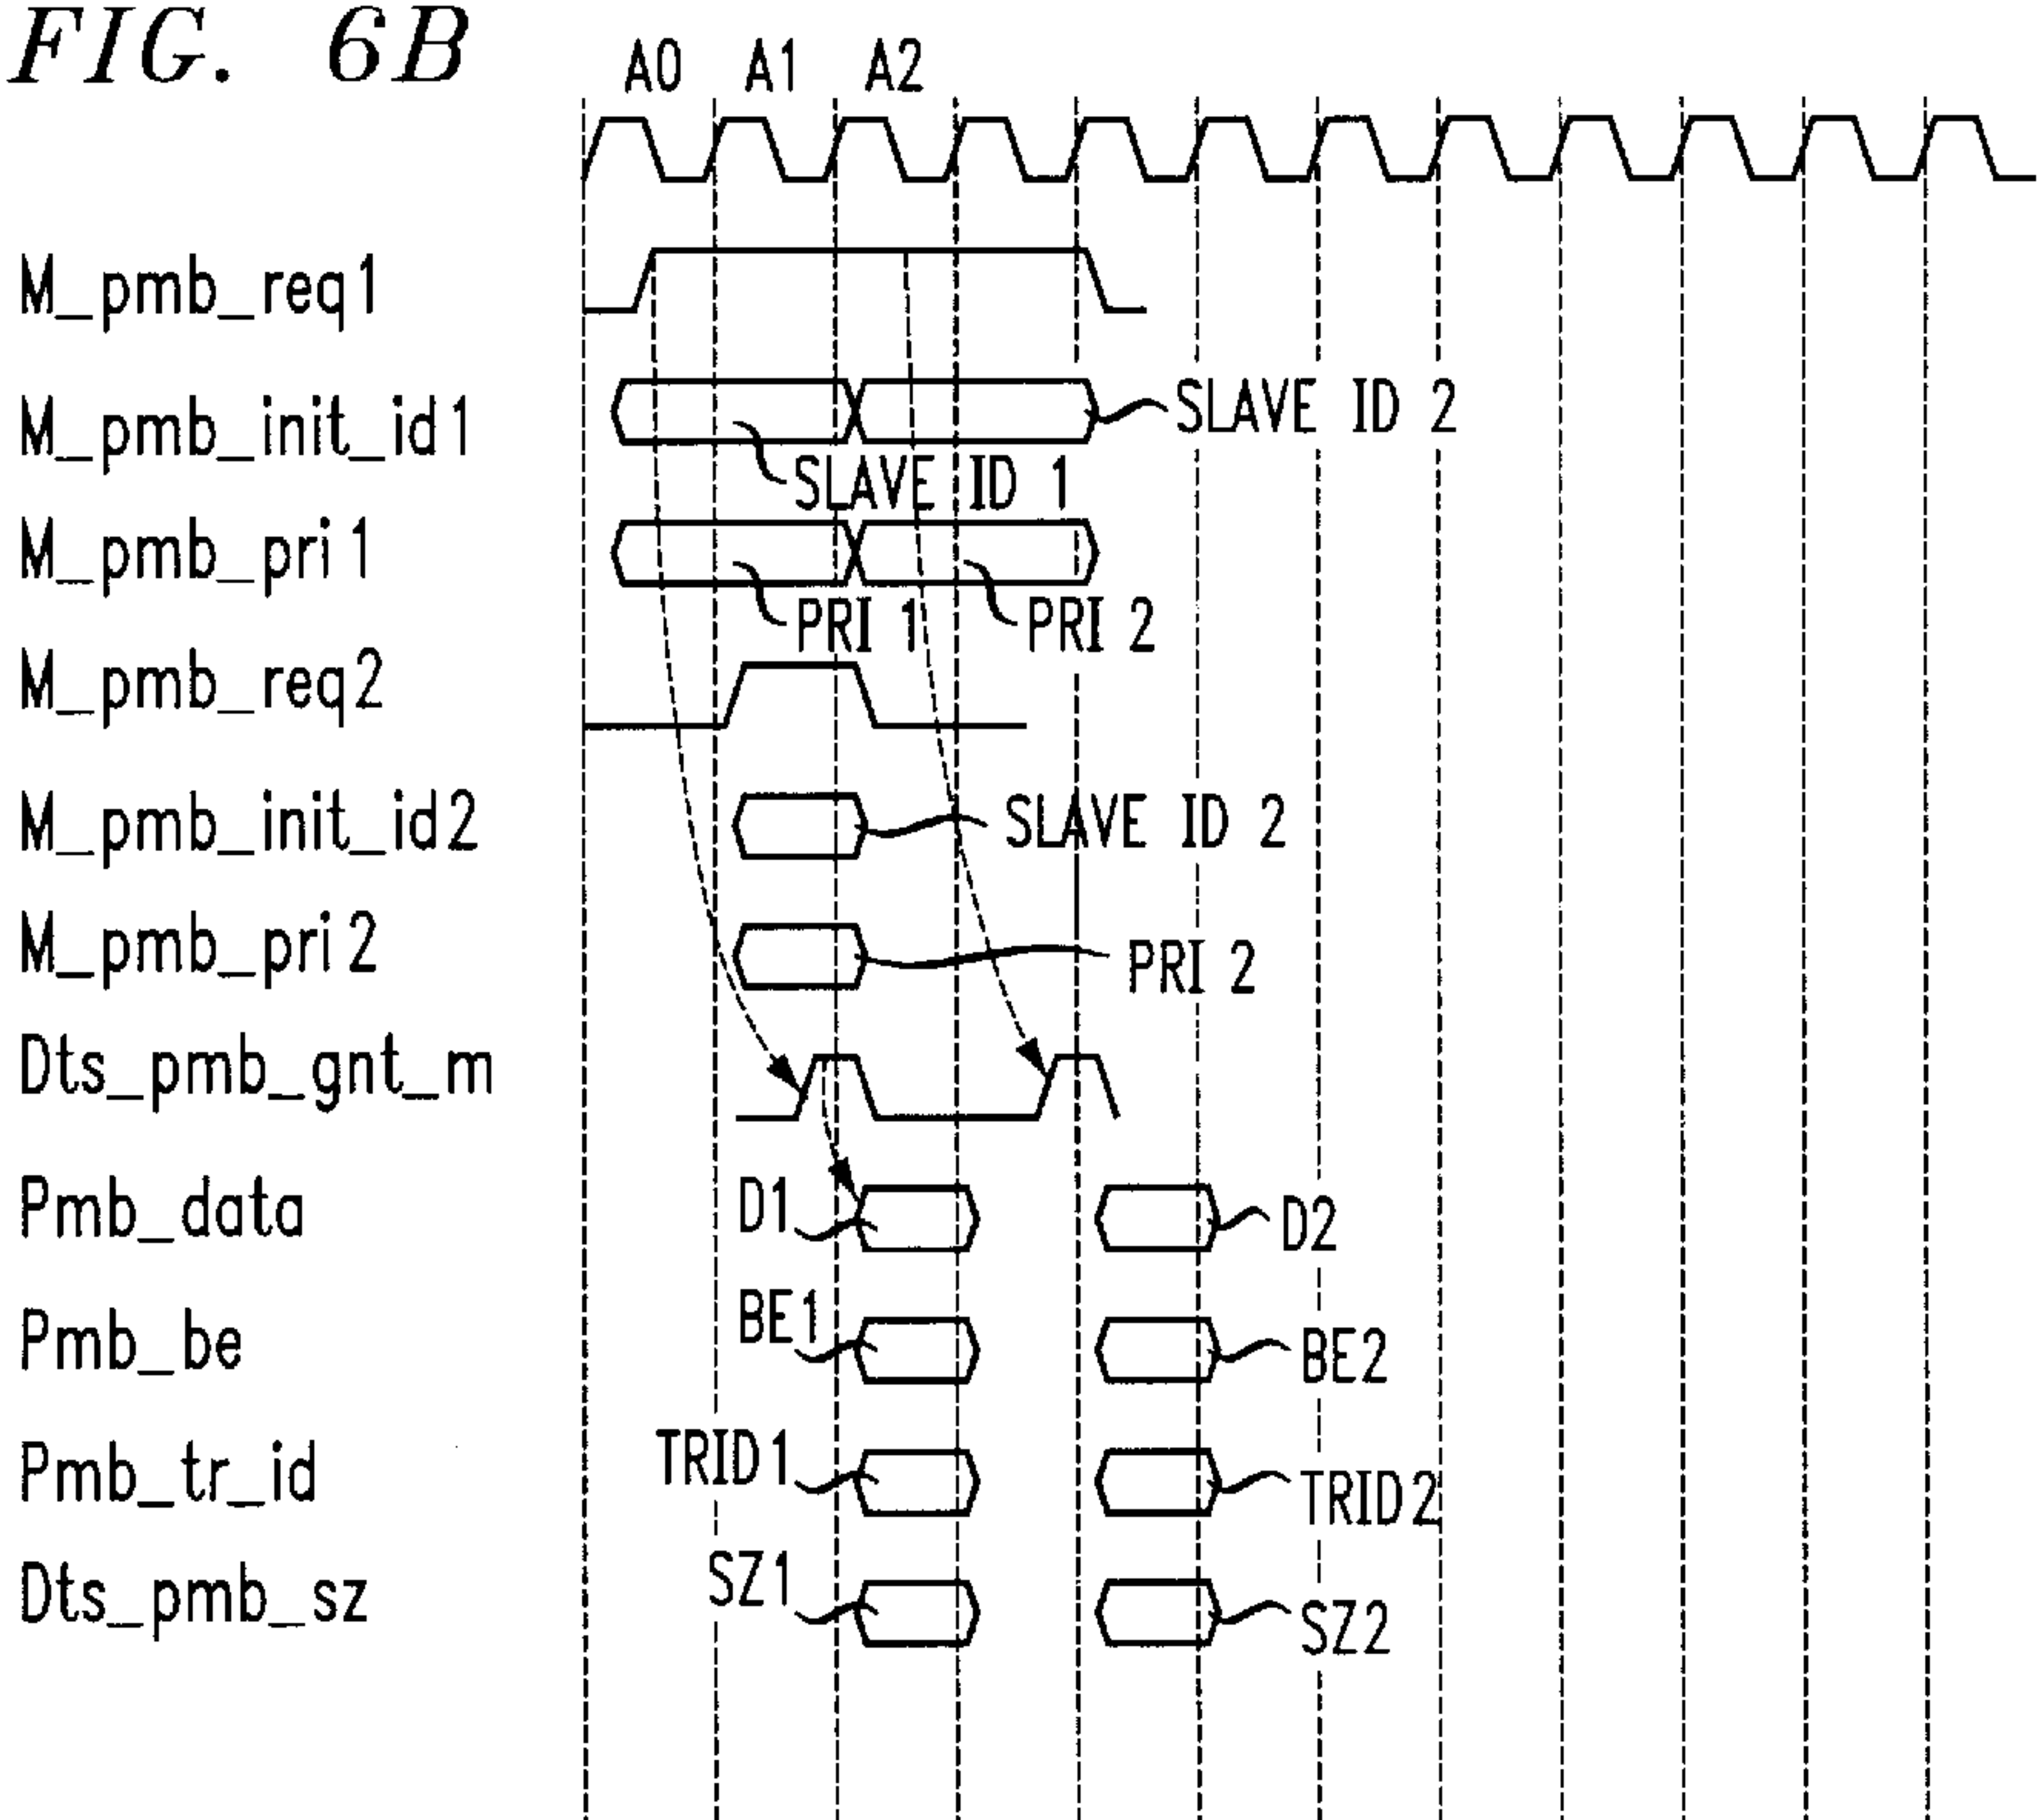 FIG. 6B
A0 A1 A2
M_pmb_req1
M_pmb_init_id1
SLAVE ID 2
SLAVE ID 1
M_pmb_pri1
PRI 1 PRI 2
M_pmb_req2
M_pmb_init_id2
SLAVE ID 2
M_pmb_pri2
PRI 2
Dts_pmb_gnt_m
Pmb_data
D1 D2
Pmb_be
BE1 BE2
Pmb_tr_id
TRID1 TRID2
Dts_pmb_sz
SZ1 SZ2